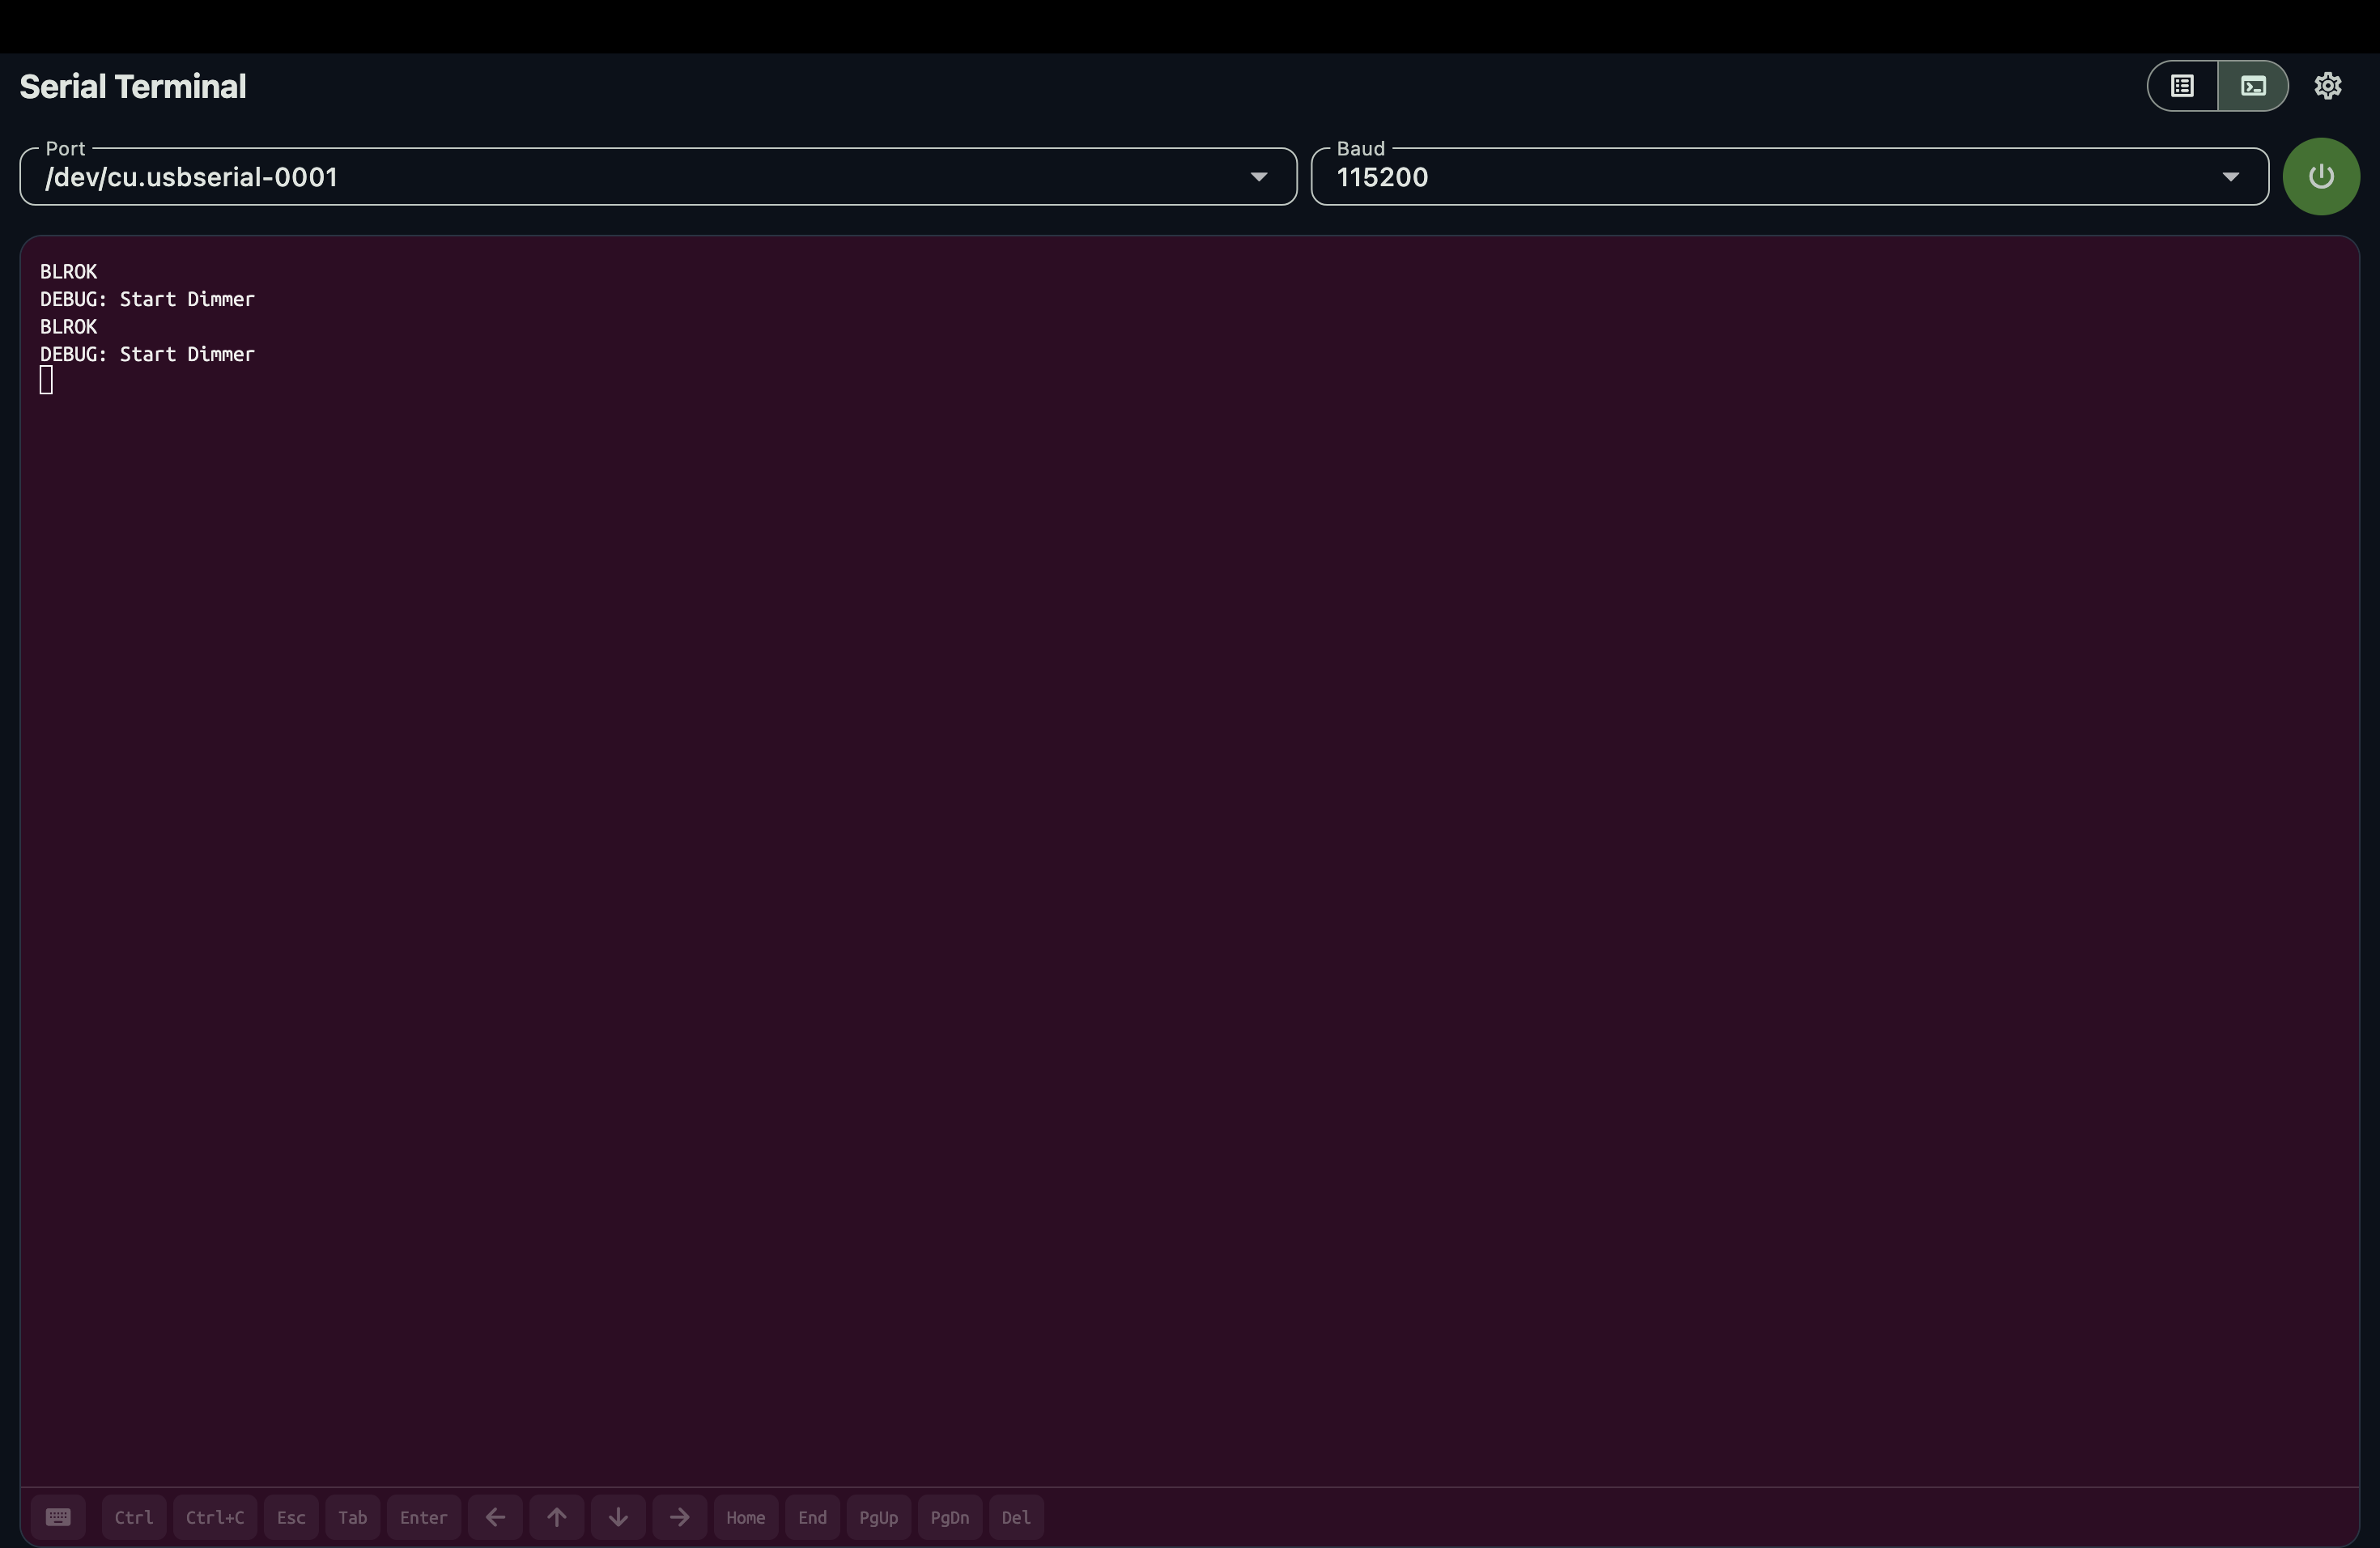 Serial Terminal
Port
/dev/cu.usbserial-0001
Baud
115200
BLROK
DEBUG: Start Dimmer
BLROK
DEBUG: Start Dimmer
Ctrl Ctrl+C Esc Tab Enter Home End PgUp PgDn Del